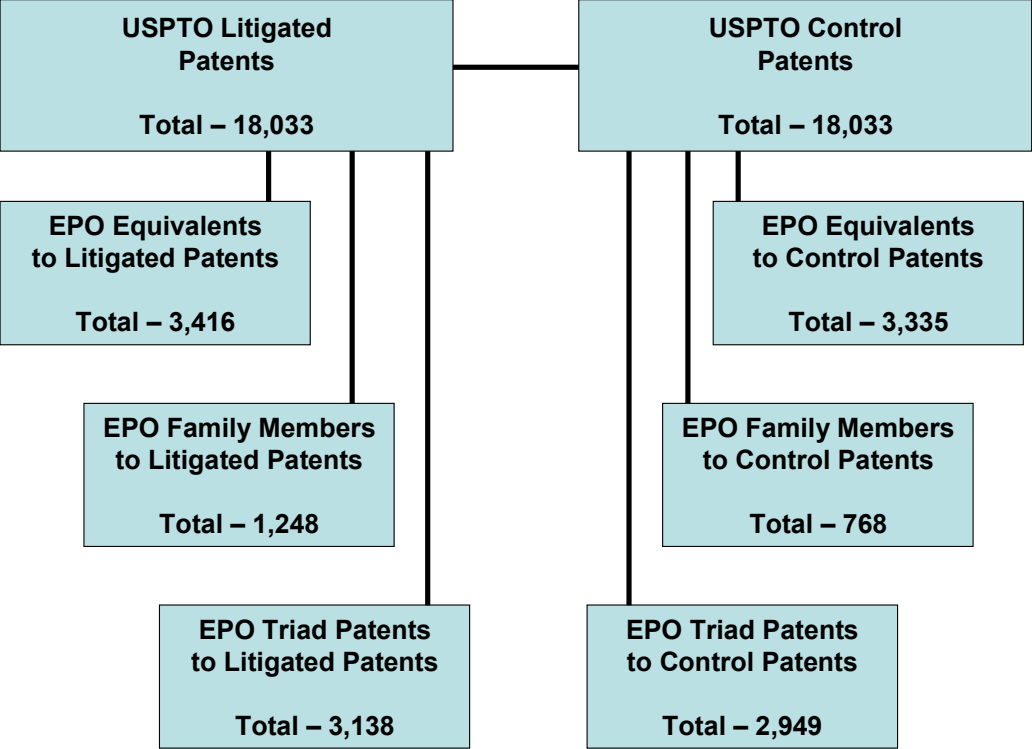 USPTO Litigated
Patents
Total – 18,033
USPTO Control
Patents
Total – 18,033
EPO Equivalents
to Litigated Patents
Total – 3,416
EPO Equivalents
to Control Patents
Total – 3,335
EPO Family Members
to Litigated Patents
Total – 1,248
EPO Family Members
to Control Patents
Total – 768
EPO Triad Patents
to Litigated Patents
Total – 3,138
EPO Triad Patents
to Control Patents
Total – 2,949